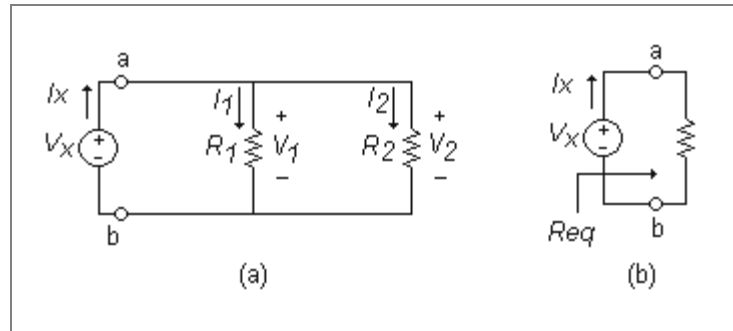 a
Ix
Vx
+
-
I1
R1
+
V1
−
I2
R2
+
V2
−
b
(a)
a
Ix
Vx
+
-
Req
b
(b)